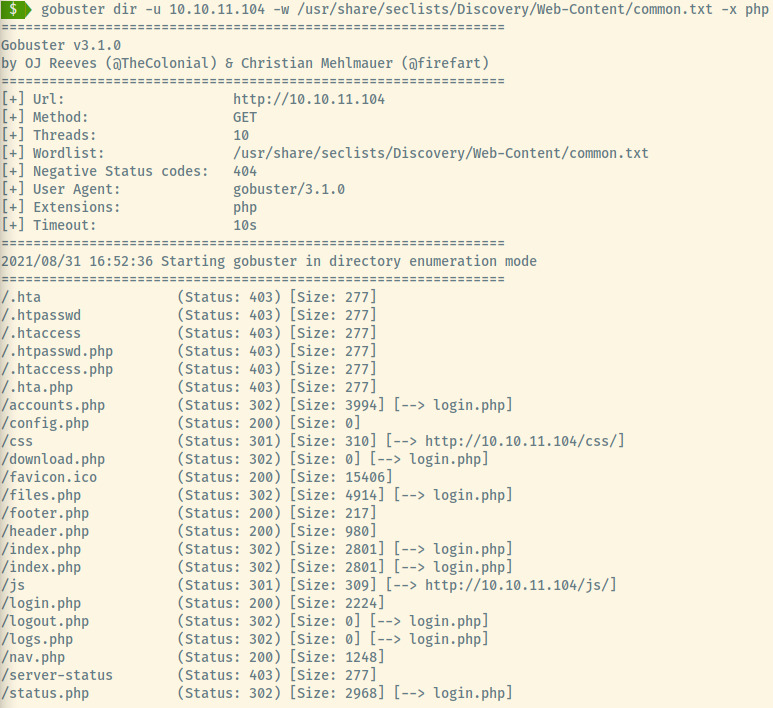 $ gobuster dir -u 10.10.11.104 -w /usr/share/seclists/Discovery/Web-Content/common.txt -x php
===============================================================
Gobuster v3.1.0
by OJ Reeves (@TheColonial) & Christian Mehlmauer (@firefart)
===============================================================
[+] Url:                     http://10.10.11.104
[+] Method:                  GET
[+] Threads:                 10
[+] Wordlist:                /usr/share/seclists/Discovery/Web-Content/common.txt
[+] Negative Status codes:   404
[+] User Agent:              gobuster/3.1.0
[+] Extensions:              php
[+] Timeout:                 10s
===============================================================
2021/08/31 16:52:36 Starting gobuster in directory enumeration mode
===============================================================
/.hta                 (Status: 403) [Size: 277]
/.htpasswd            (Status: 403) [Size: 277]
/.htaccess            (Status: 403) [Size: 277]
/.htpasswd.php        (Status: 403) [Size: 277]
/.htaccess.php        (Status: 403) [Size: 277]
/.hta.php             (Status: 403) [Size: 277]
/accounts.php         (Status: 302) [Size: 3994] [--> login.php]
/config.php           (Status: 200) [Size: 0]
/css                  (Status: 301) [Size: 310] [--> http://10.10.11.104/css/]
/download.php         (Status: 302) [Size: 0] [--> login.php]
/favicon.ico          (Status: 200) [Size: 15406]
/files.php            (Status: 302) [Size: 4914] [--> login.php]
/footer.php           (Status: 200) [Size: 217]
/header.php           (Status: 200) [Size: 980]
/index.php            (Status: 302) [Size: 2801] [--> login.php]
/index.php            (Status: 302) [Size: 2801] [--> login.php]
/js                   (Status: 301) [Size: 309] [--> http://10.10.11.104/js/]
/login.php            (Status: 200) [Size: 2224]
/logout.php           (Status: 302) [Size: 0] [--> login.php]
/logs.php             (Status: 302) [Size: 0] [--> login.php]
/nav.php              (Status: 200) [Size: 1248]
/server-status        (Status: 403) [Size: 277]
/status.php           (Status: 302) [Size: 2968] [--> login.php]